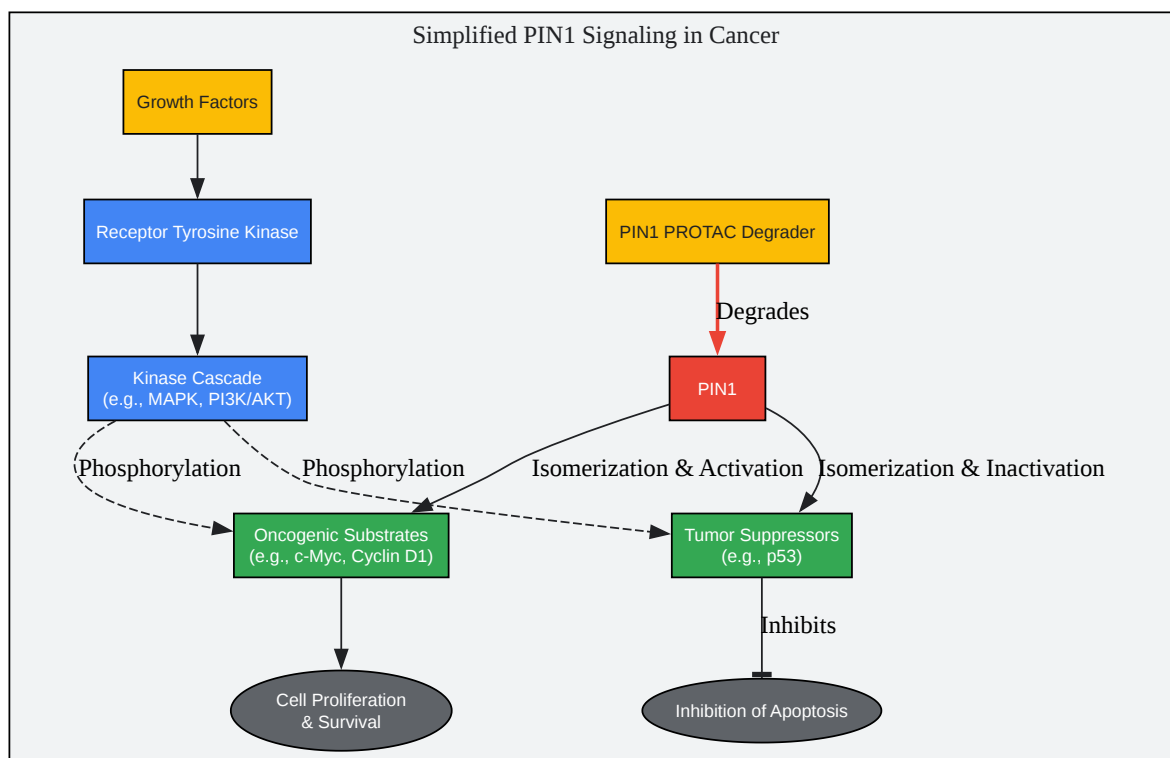 Simplified PIN1 Signaling in Cancer
Growth Factors
Receptor Tyrosine Kinase
PIN1 PROTAC Degrader
Degrades
Kinase Cascade
(e.g., MAPK, PI3K/AKT)
PIN1
Phosphorylation
Phosphorylation
Isomerization & Activation
Isomerization & Inactivation
Oncogenic Substrates
(e.g., c-Myc, Cyclin D1)
Tumor Suppressors
(e.g., p53)
Inhibits
Cell Proliferation
& Survival
Inhibition of Apoptosis